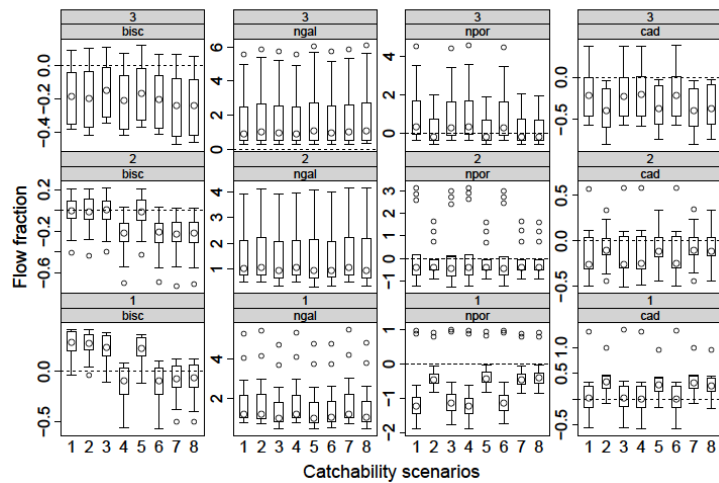 3 3 3 3
bisc ngal npor cad
0.0 -0.2 -0.4
6 4 2 0
4 2 0
0.0 -0.5
2 2 2 2
bisc ngal npor cad
0.2 -0.2 -0.6
4 3 2 1
3 2 1 0 -1
0.5 0.0 -0.5
1 1 1 1
bisc ngal npor cad
0.0 -0.5
4 2
1 0 -1 -2
1.0 0.5 0.0 -0.5
Flow fraction
1 2 3 4 5 6 7 8 1 2 3 4 5 6 7 8 1 2 3 4 5 6 7 8 1 2 3 4 5 6 7 8
Catchability scenarios